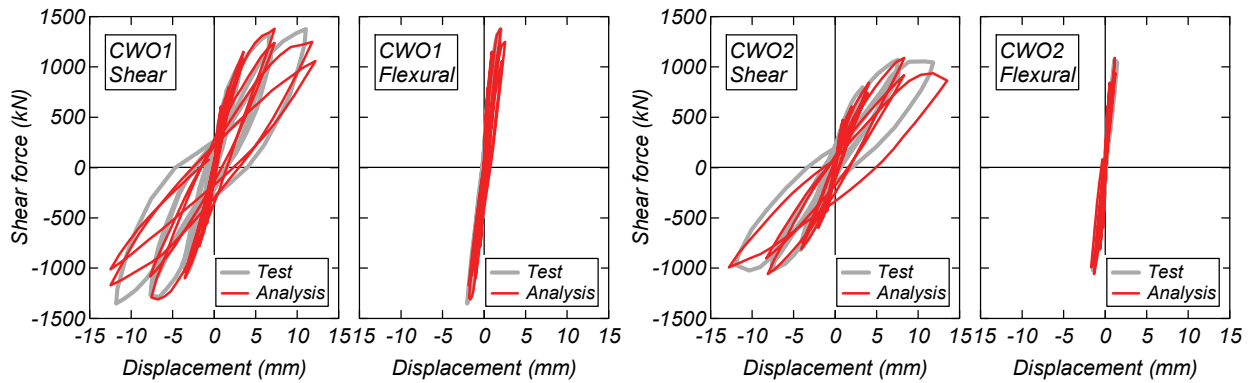 Shear force (kN)
1500
1000
500
0
-500
-1000
-1500
CWO1
Shear
Test
Analysis
-15 -10 -5 0 5 10 15
Displacement (mm)
CWO1
Flexural
Test
Analysis
-15 -10 -5 0 5 10 15
Displacement (mm)
Shear force (kN)
1500
1000
500
0
-500
-1000
-1500
CWO2
Shear
Test
Analysis
-15 -10 -5 0 5 10 15
Displacement (mm)
CWO2
Flexural
Test
Analysis
-15 -10 -5 0 5 10 15
Displacement (mm)